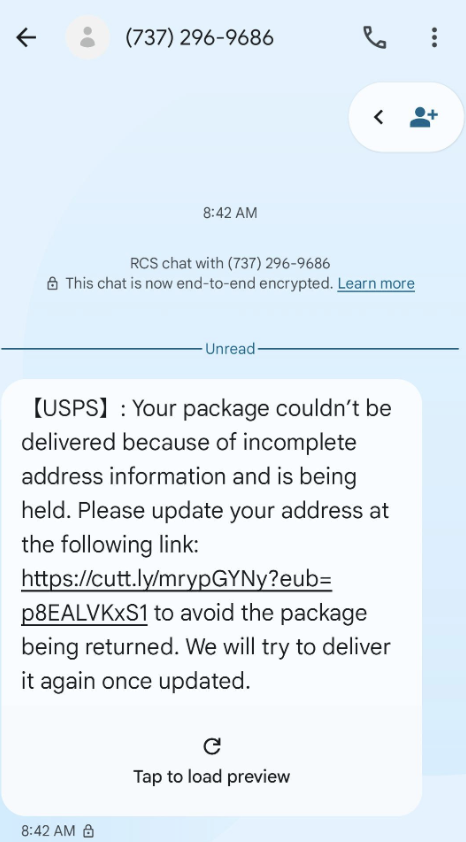 (737) 296-9686
8:42 AM
RCS chat with (737) 296-9686
This chat is now end-to-end encrypted. Learn more
Unread
【USPS】: Your package couldn’t be
delivered because of incomplete
address information and is being
held. Please update your address at
the following link:
https://cutt.ly/mrypGYNy?eub=
p8EALVKxS1 to avoid the package
being returned. We will try to deliver
it again once updated.
Tap to load preview
8:42 AM